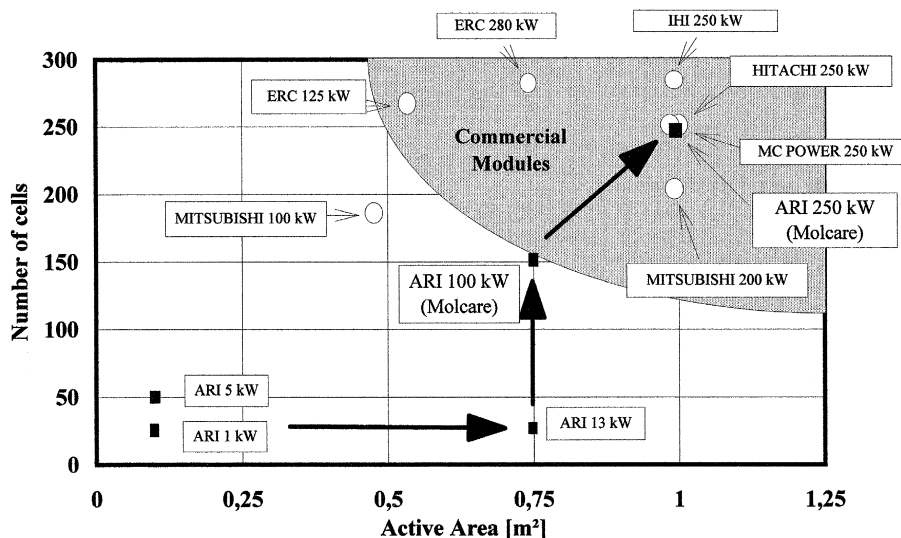 ERC 280 kW
IHI 250 kW
300
HITACHI 250 kW
ERC 125 kW
250
Commercial
Modules
MC POWER 250 kW
200
MITSUBISHI 100 kW
ARI 250 kW
(Molcare)
150
ARI 100 kW
(Molcare)
MITSUBISHI 200 kW
100
Number of cells
50
ARI 5 kW
ARI 1 kW
ARI 13 kW
0
0
0,25
0,5
0,75
1
1,25
Active Area [m²]